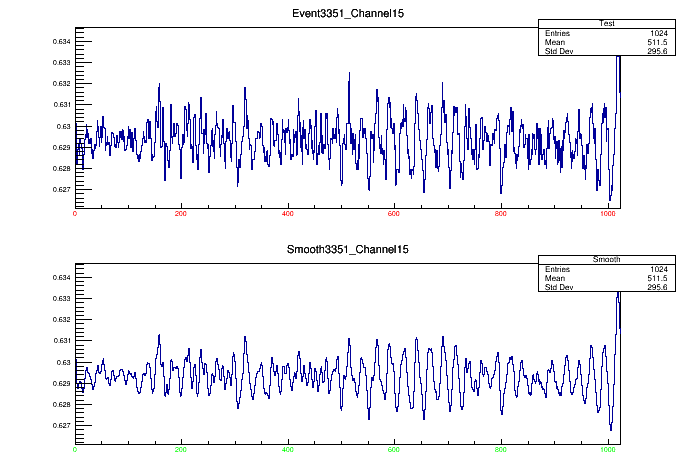 Event3351_Channel15
Test
Entries 1024
Mean 511.5
Std Dev 295.6
0.634
0.633
0.632
0.631
0.63
0.629
0.628
0.627
0 200 400 600 800 1000
Smooth3351_Channel15
Smooth
Entries 1024
Mean 511.5
Std Dev 295.6
0.634
0.633
0.632
0.631
0.63
0.629
0.628
0.627
0 200 400 600 800 1000